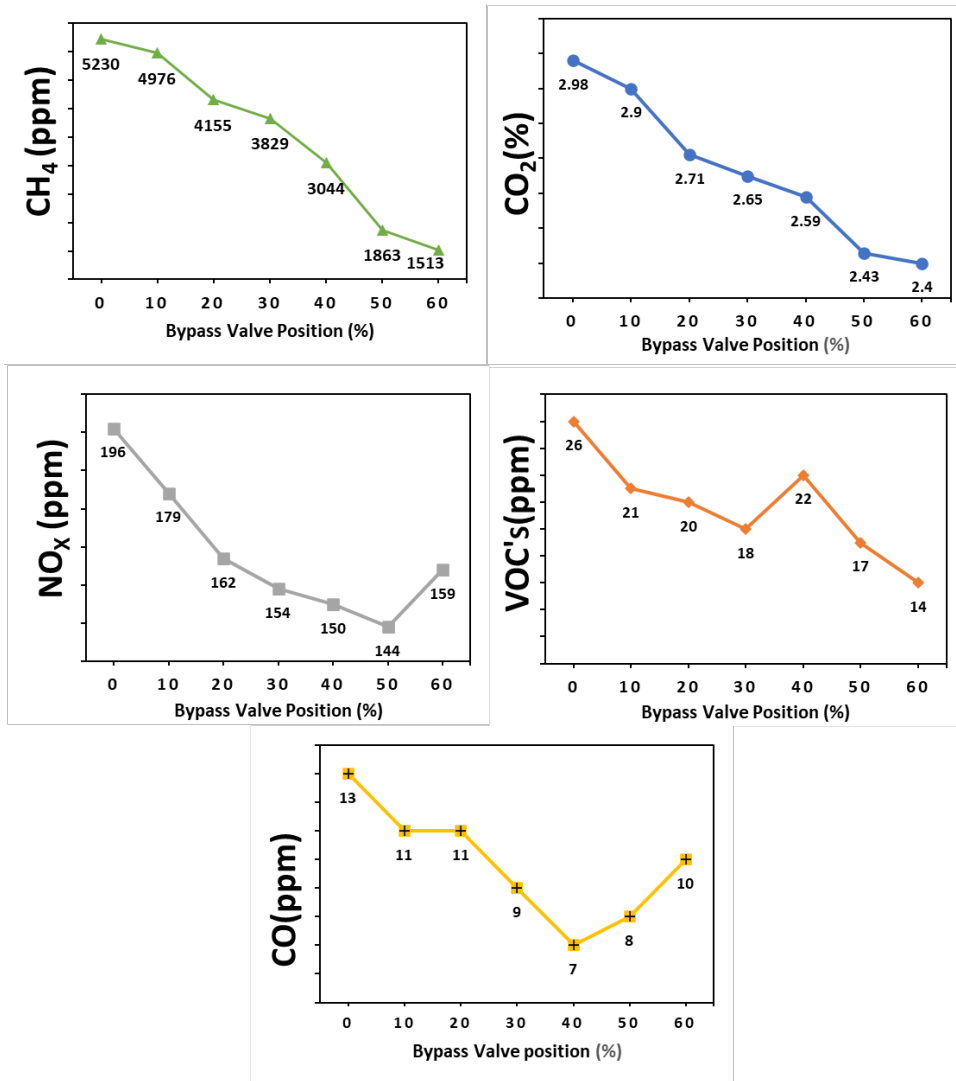 CH₄ (ppm)
5230
4976
4155
3829
3044
1863
1513
0 10 20 30 40 50 60
Bypass Valve Position (%)
CO₂(%)
2.98
2.9
2.71
2.65
2.59
2.43
2.4
0 10 20 30 40 50 60
Bypass Valve Position (%)
NOₓ (ppm)
196
179
162
154
150
144
159
0 10 20 30 40 50 60
Bypass Valve Position (%)
VOC'S(ppm)
26
21
20
18
22
17
14
0 10 20 30 40 50 60
Bypass Valve Position (%)
CO(ppm)
13
11
11
9
7
8
10
0 10 20 30 40 50 60
Bypass Valve position (%)